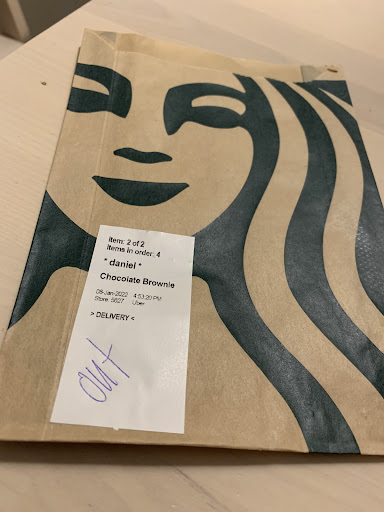 Item: 2 of 2
Items in order: 4
* daniel *
Chocolate Brownie
09-Jan-2022 4:53:20 PM
Store: 5627 Uber
> DELIVERY <
out